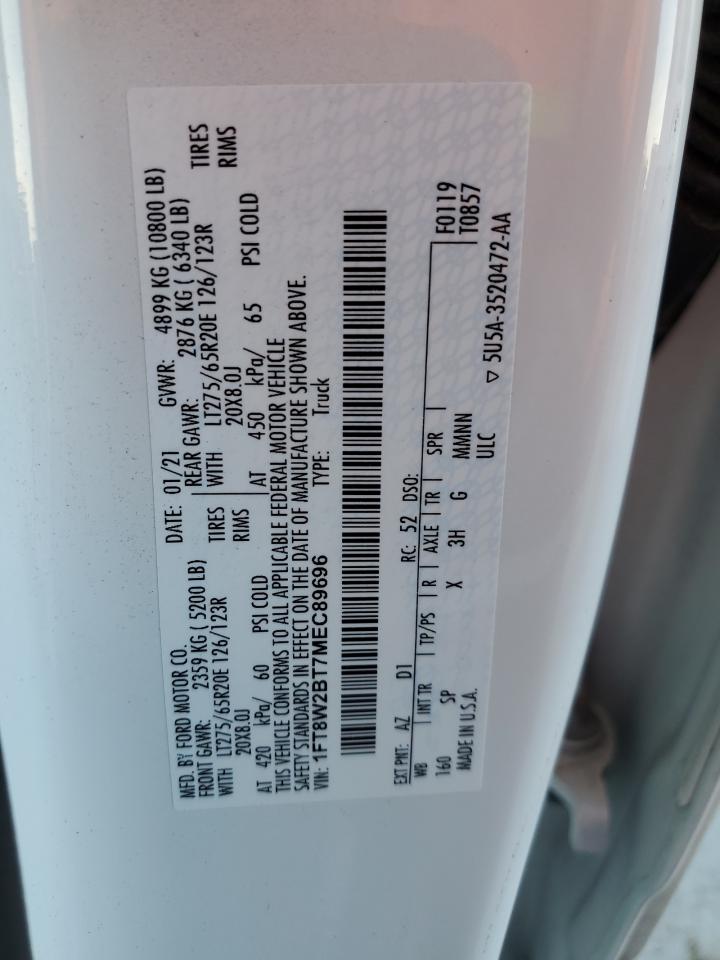 MFD. BY FORD MOTOR CO.
DATE: 01/21 GVWR: 4899 KG (10800 LB)
FRONT GAWR: 2359 KG ( 5200 LB) REAR GAWR: 2876 KG ( 6340 LB)
WITH LT275/65R20E 126/123R TIRES WITH LT275/65R20E 126/123R TIRES
20X8.0J RIMS 20X8.0J RIMS
AT 420 kPa/ 60 PSI COLD AT 450 kPa/ 65 PSI COLD
THIS VEHICLE CONFORMS TO ALL APPLICABLE FEDERAL MOTOR VEHICLE
SAFETY STANDARDS IN EFFECT ON THE DATE OF MANUFACTURE SHOWN ABOVE.
VIN: 1FT8W2BT7MEC89696 TYPE: Truck
EXT PNT: AZ D1 RC: 52 DSO:
WB INT TR TP/PS R AXLE TR SPR F0119
160 SP X 3H G MMNNN T0857
MADE IN U.S.A. ULC ▽ 5U5A-3520472-AA